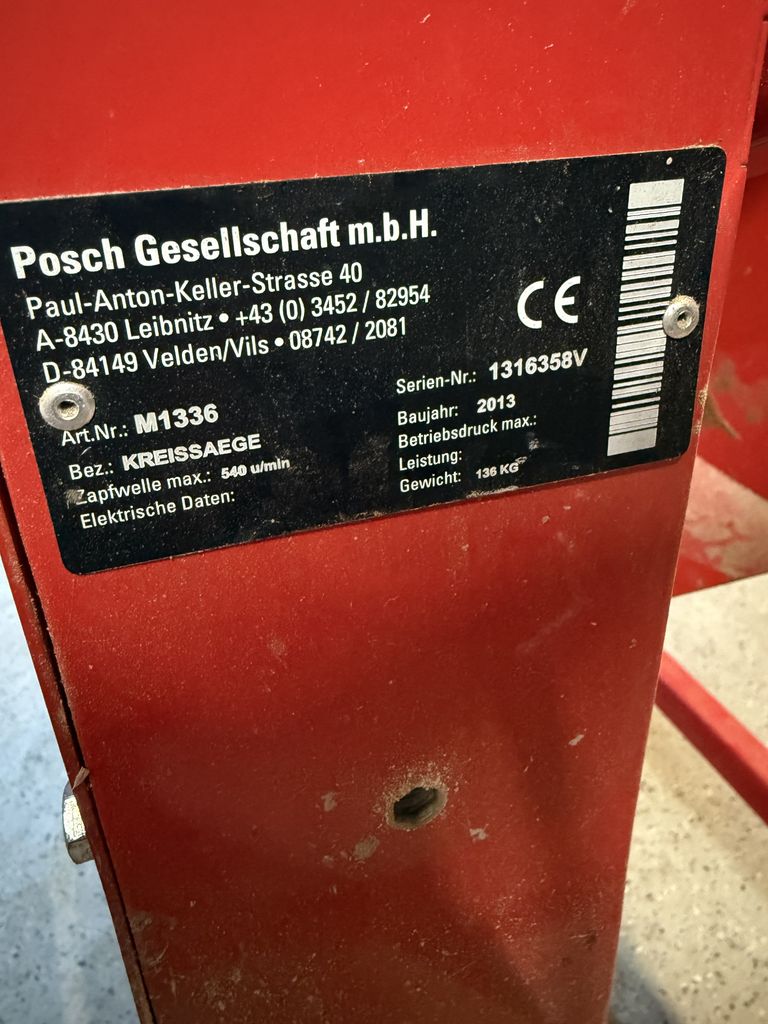 Posch Gesellschaft m.b.H.
Paul-Anton-Keller-Strasse 40
A-8430 Leibnitz • +43 (0) 3452 / 82954
D-84149 Velden/Vils • 08742 / 2081
CE
Art.Nr.: M1336
Bez.: KREISSAEGE
Zapfwelle max.: 540 u/min
Elektrische Daten:
Serien-Nr.: 1316358V
Baujahr: 2013
Betriebsdruck max.:
Leistung:
Gewicht: 136 KG